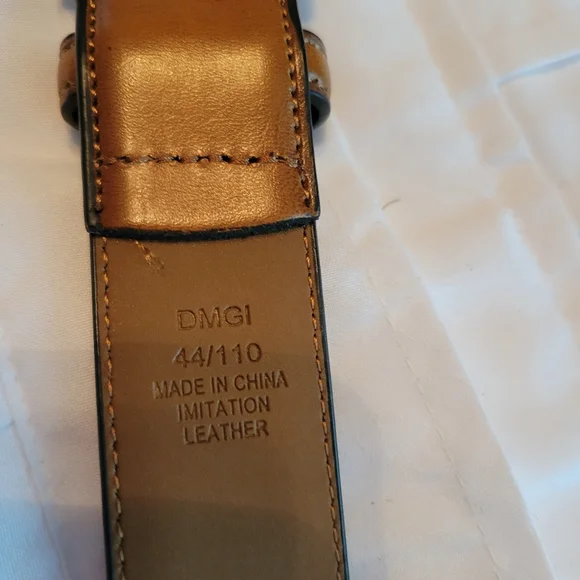 DMGI
44/110
MADE IN CHINA
IMITATION
LEATHER